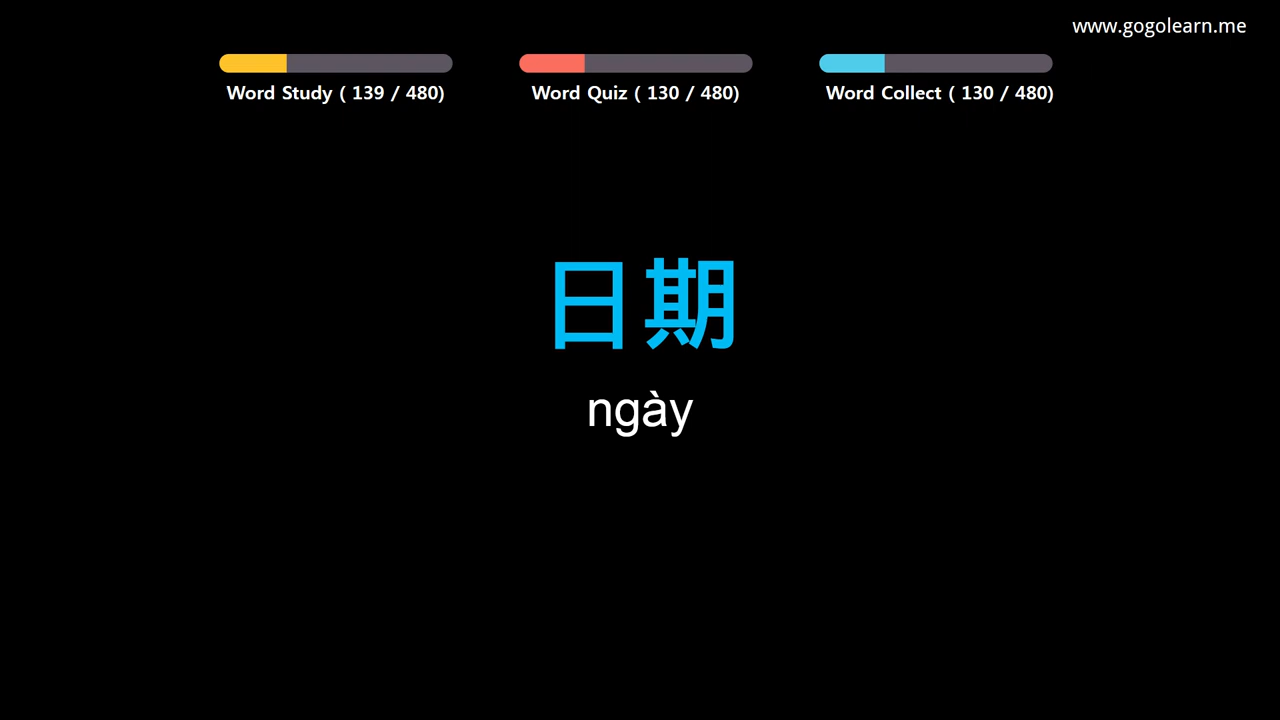 www.gogolearn.me
Word Study ( 139 / 480)
Word Quiz ( 130 / 480)
Word Collect ( 130 / 480)
日期
ngày